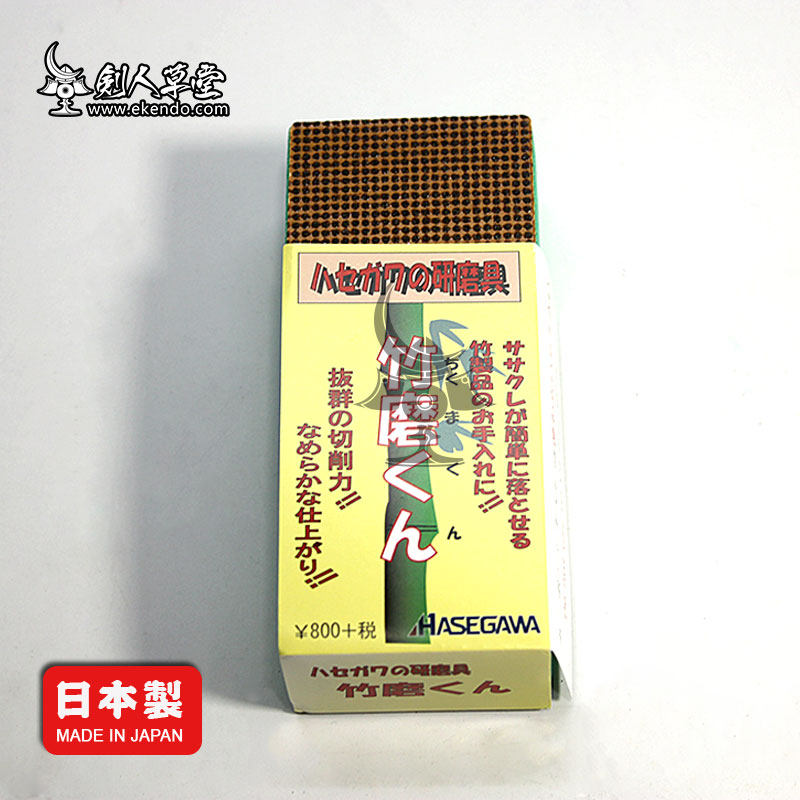 剣人草堂
www.ekendo.com
ハセガワの研磨具
ササクレが簡単に落とせる
竹製品のお手入れに!!
竹磨くん
ちくまくん
抜群の切削力!!
なめらかな仕上がり!!
¥800+税
HASEGAWA
ハセガワの研磨具
竹磨くん
日本製
MADE IN JAPAN